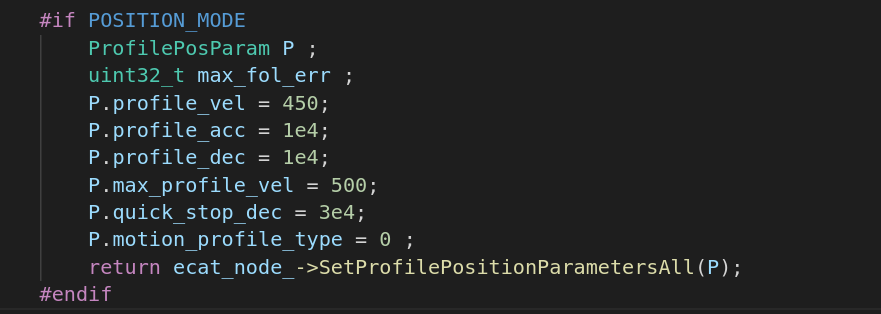 #if POSITION_MODE
ProfilePosParam P ;
uint32_t max_fol_err ;
P.profile_vel = 450;
P.profile_acc = 1e4;
P.profile_dec = 1e4;
P.max_profile_vel = 500;
P.quick_stop_dec = 3e4;
P.motion_profile_type = 0 ;
return ecat_node_->SetProfilePositionParametersAll(P);
#endif